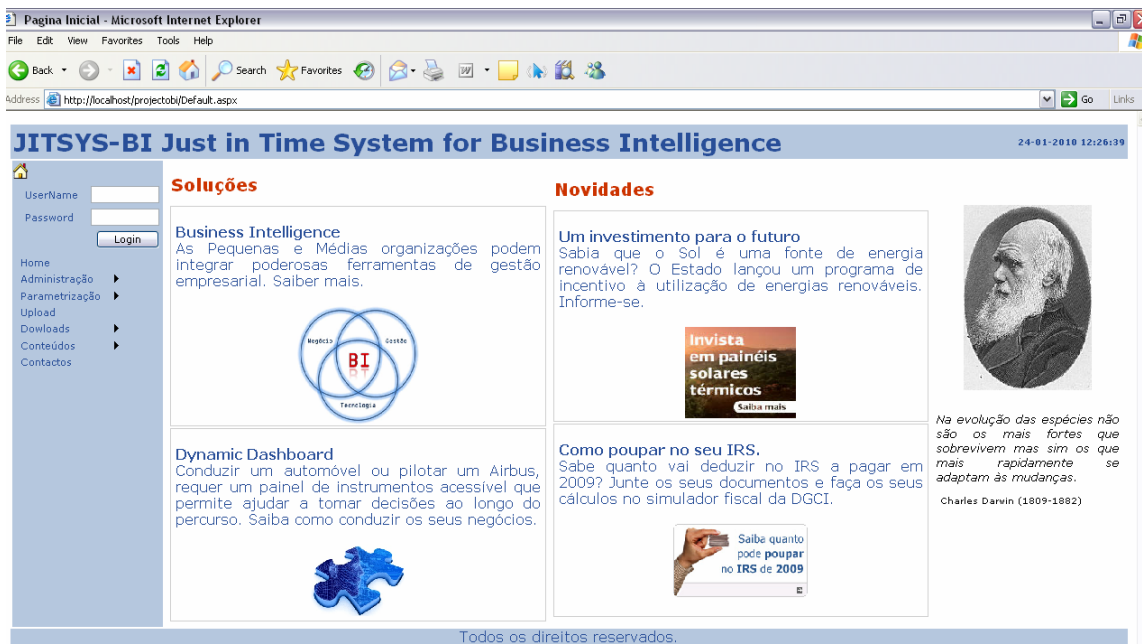 Pagina Inicial - Microsoft Internet Explorer
File Edit View Favorites Tools Help
Back Search Favorites
Address http://localhost/projectobi/Default.aspx Go Links
JITSYS-BI Just in Time System for Business Intelligence
24-01-2010 12:26:39
UserName
Password
Login
Home
Administração
Parametrização
Upload
Dowloads
Conteúdos
Contactos
Soluções
Business Intelligence
As Pequenas e Médias organizações podem
integrar poderosas ferramentas de gestão
empresarial. Saiber mais.
Negócio Gestão
BI
Tecnologia
Dynamic Dashboard
Conduzir um automóvel ou pilotar um Airbus,
requer um painel de instrumentos acessível que
permite ajudar a tomar decisões ao longo do
percurso. Saiba como conduzir os seus negócios.
Novidades
Um investimento para o futuro
Sabia que o Sol é uma fonte de energia
renovável? O Estado lançou um programa de
incentivo à utilização de energias renováveis.
Informe-se.
Invista
em painéis
solares
térmicos
Saiba mais
Como poupar no seu IRS.
Sabe quanto vai deduzir no IRS a pagar em
2009? Junte os seus documentos e faça os seus
cálculos no simulador fiscal da DGCI.
Saiba quanto
pode poupar
no IRS de 2009
Na evolução das espécies não
são os mais fortes que
sobrevivem mas sim os que
mais rapidamente se
adaptam às mudanças.
Charles Darwin (1809-1882)
Todos os direitos reservados.